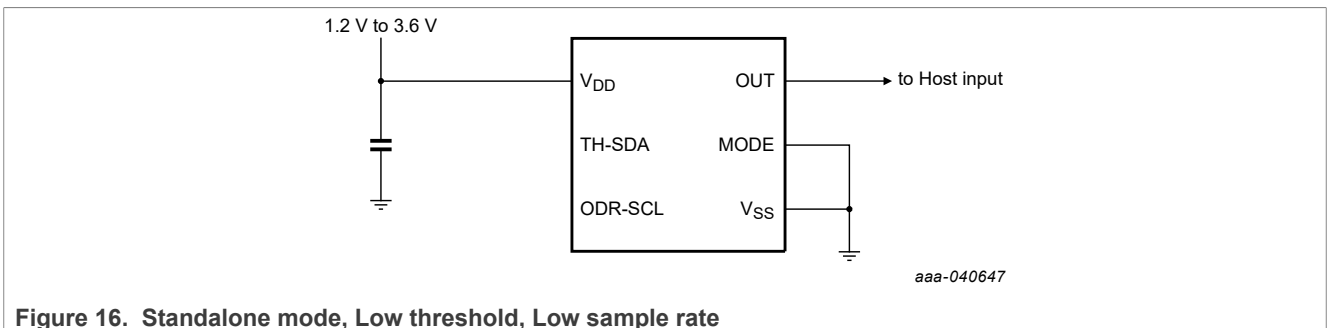 1.2 V to 3.6 V
VDD
OUT
to Host input
TH-SDA
MODE
ODR-SCL
VSS
aaa-040647
Figure 16. Standalone mode, Low threshold, Low sample rate